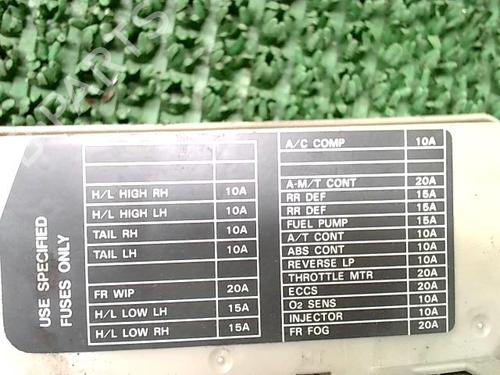 USE SPECIFIED
FUSES ONLY
H/L HIGH RH 10A
H/L HIGH LH 10A
TAIL RH 10A
TAIL LH 10A
FR WIP 20A
H/L LOW LH 15A
H/L LOW RH 15A
A/C COMP 10A
A-M/T CONT 20A
RR DEF 15A
RR DEF 15A
FUEL PUMP 15A
A/T CONT 10A
ABS CONT 10A
REVERSE LP 10A
THROTTLE MTR 20A
ECCS 20A
O2 SENS 10A
INJECTOR 10A
FR FOG 20A